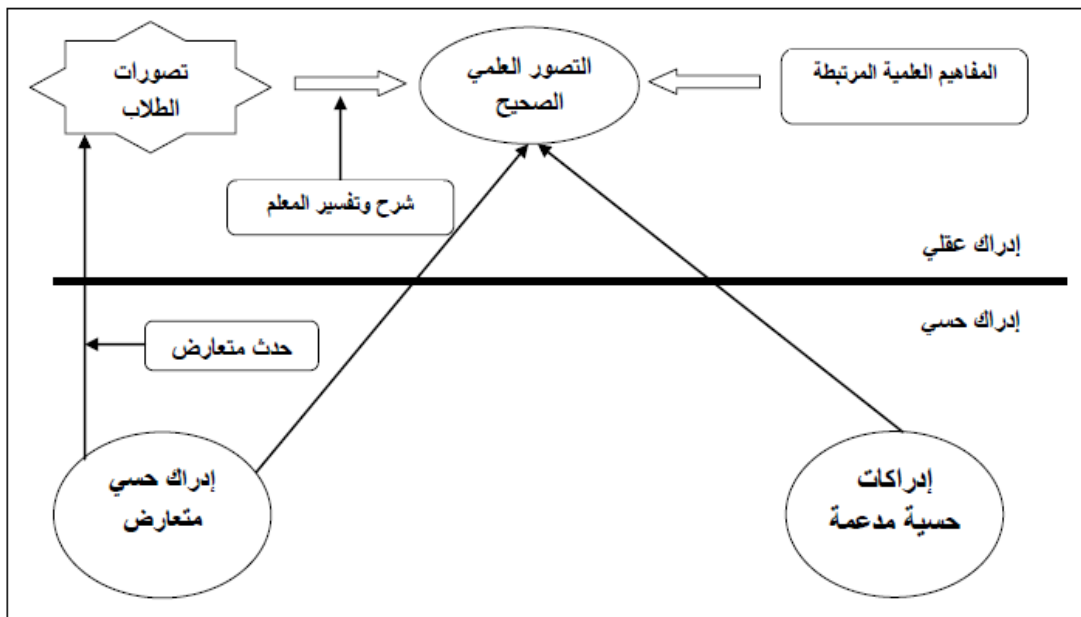 تصورات
الطلاب
التصور العلمي
الصحيح
المفاهيم العلمية المرتبطة
شرح وتفسير المعلم
إدراك عقلي
إدراك حسي
حدث متعارض
إدراك حسي
متعارض
إدراكات
حسية مدعمة